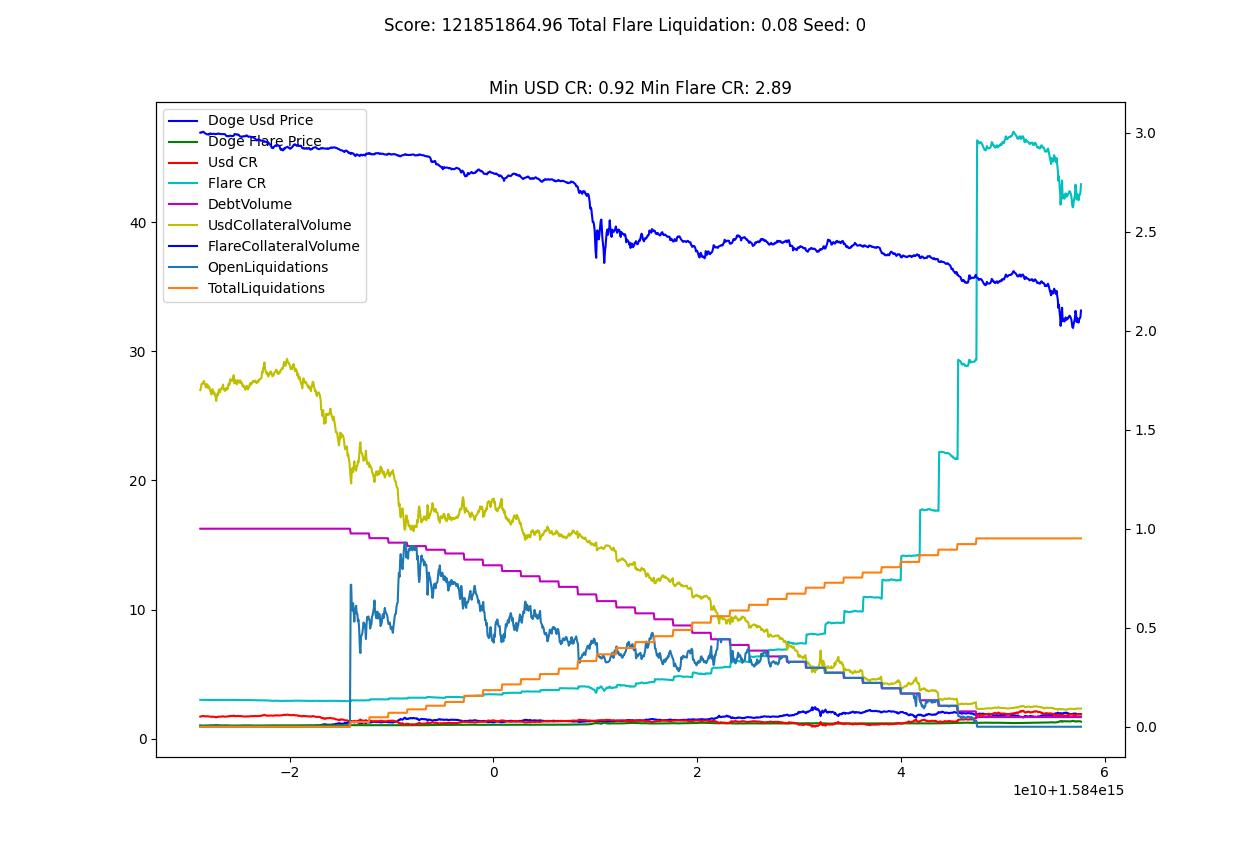 Score: 121851864.96 Total Flare Liquidation: 0.08 Seed: 0
Min USD CR: 0.92 Min Flare CR: 2.89
Doge Usd Price
Doge Flare Price
Usd CR
Flare CR
DebtVolume
UsdCollateralVolume
FlareCollateralVolume
OpenLiquidations
TotalLiquidations
40
30
20
10
0
3.0
2.5
2.0
1.5
1.0
0.5
0.0
−2 0 2 4 6
1e10+1.584e15